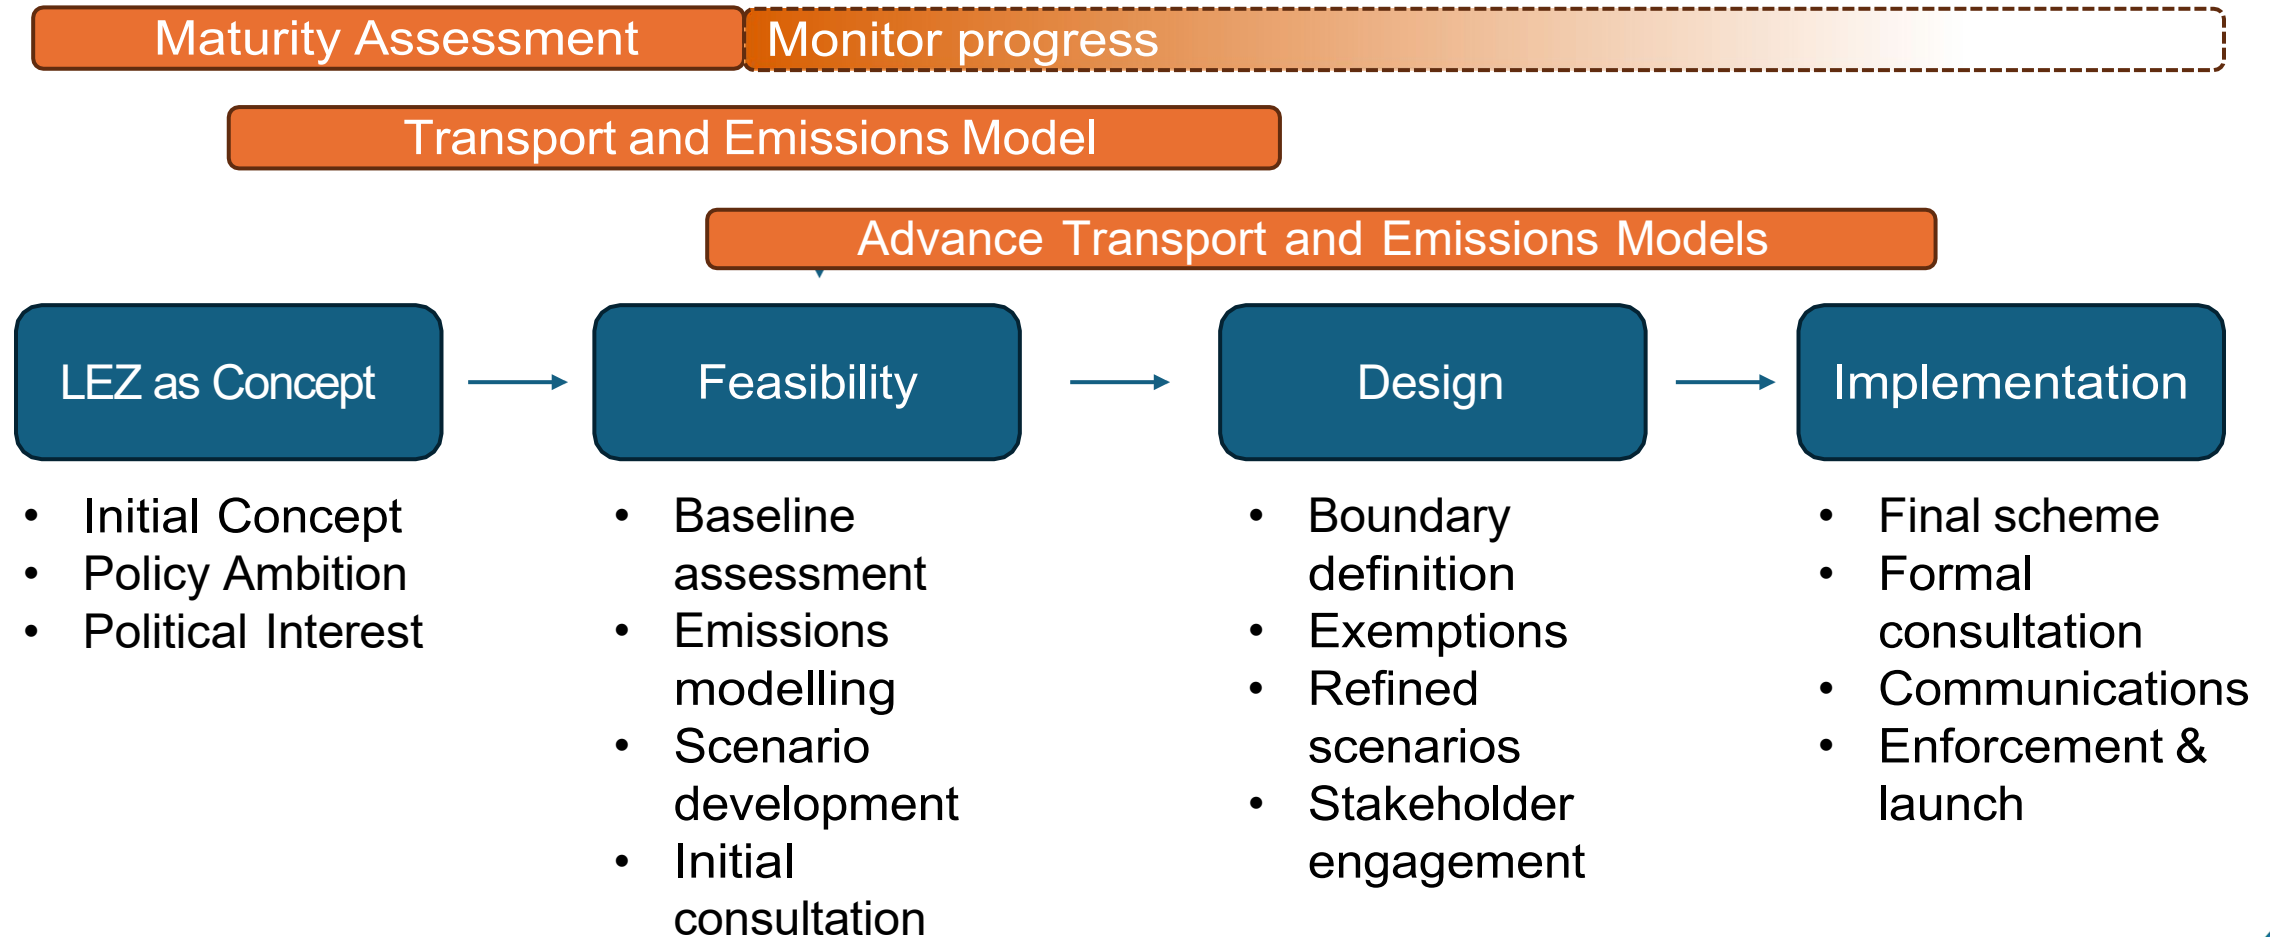 Maturity Assessment
Monitor progress
Transport and Emissions Model
Advance Transport and Emissions Models
LEZ as Concept
Feasibility
Design
Implementation
• Initial Concept
• Policy Ambition
• Political Interest
• Baseline
assessment
• Emissions
modelling
• Scenario
development
• Initial
consultation
• Boundary
definition
• Exemptions
• Refined
scenarios
• Stakeholder
engagement
• Final scheme
• Formal
consultation
• Communications
• Enforcement &
launch